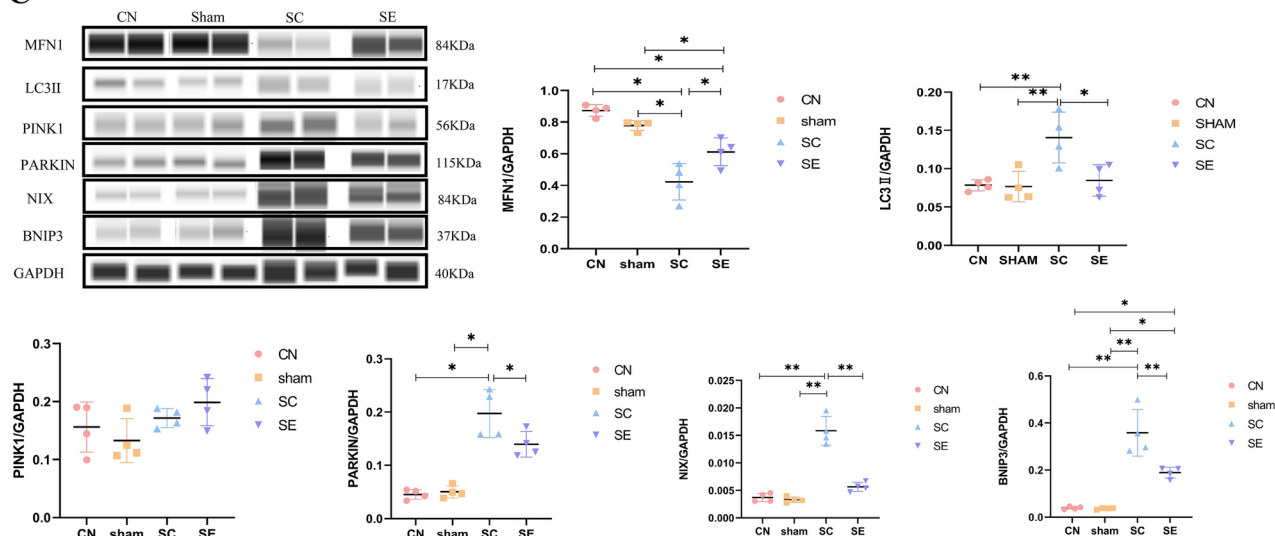 CN Sham SC SE
MFN1 84KDa
LC3II 17KDa
PINK1 56KDa
PARKIN 115KDa
NIX 84KDa
BNIP3 37KDa
GAPDH 40KDa
MFN1/GAPDH
1.0
0.8
0.6
0.4
0.2
0.0
* * * * *
CN sham SC SE
CN
sham
SC
SE
LC3Ⅱ/GAPDH
0.20
0.15
0.10
0.05
0.00
** ** *
CN SHAM SC SE
CN
SHAM
SC
SE
PINK1/GAPDH
0.3
0.2
0.1
0.0
CN sham SC SE
CN
sham
SC
SE
PARKIN/GAPDH
0.3
0.2
0.1
0.0
* * *
CN sham SC SE
CN
sham
SC
SE
NIX/GAPDH
0.025
0.020
0.015
0.010
0.005
0.000
** ** **
CN sham SC SE
CN
sham
SC
SE
BNIP3/GAPDH
0.6
0.4
0.2
0.0
* * ** ** **
CN sham SC SE
CN
sham
SC
SE